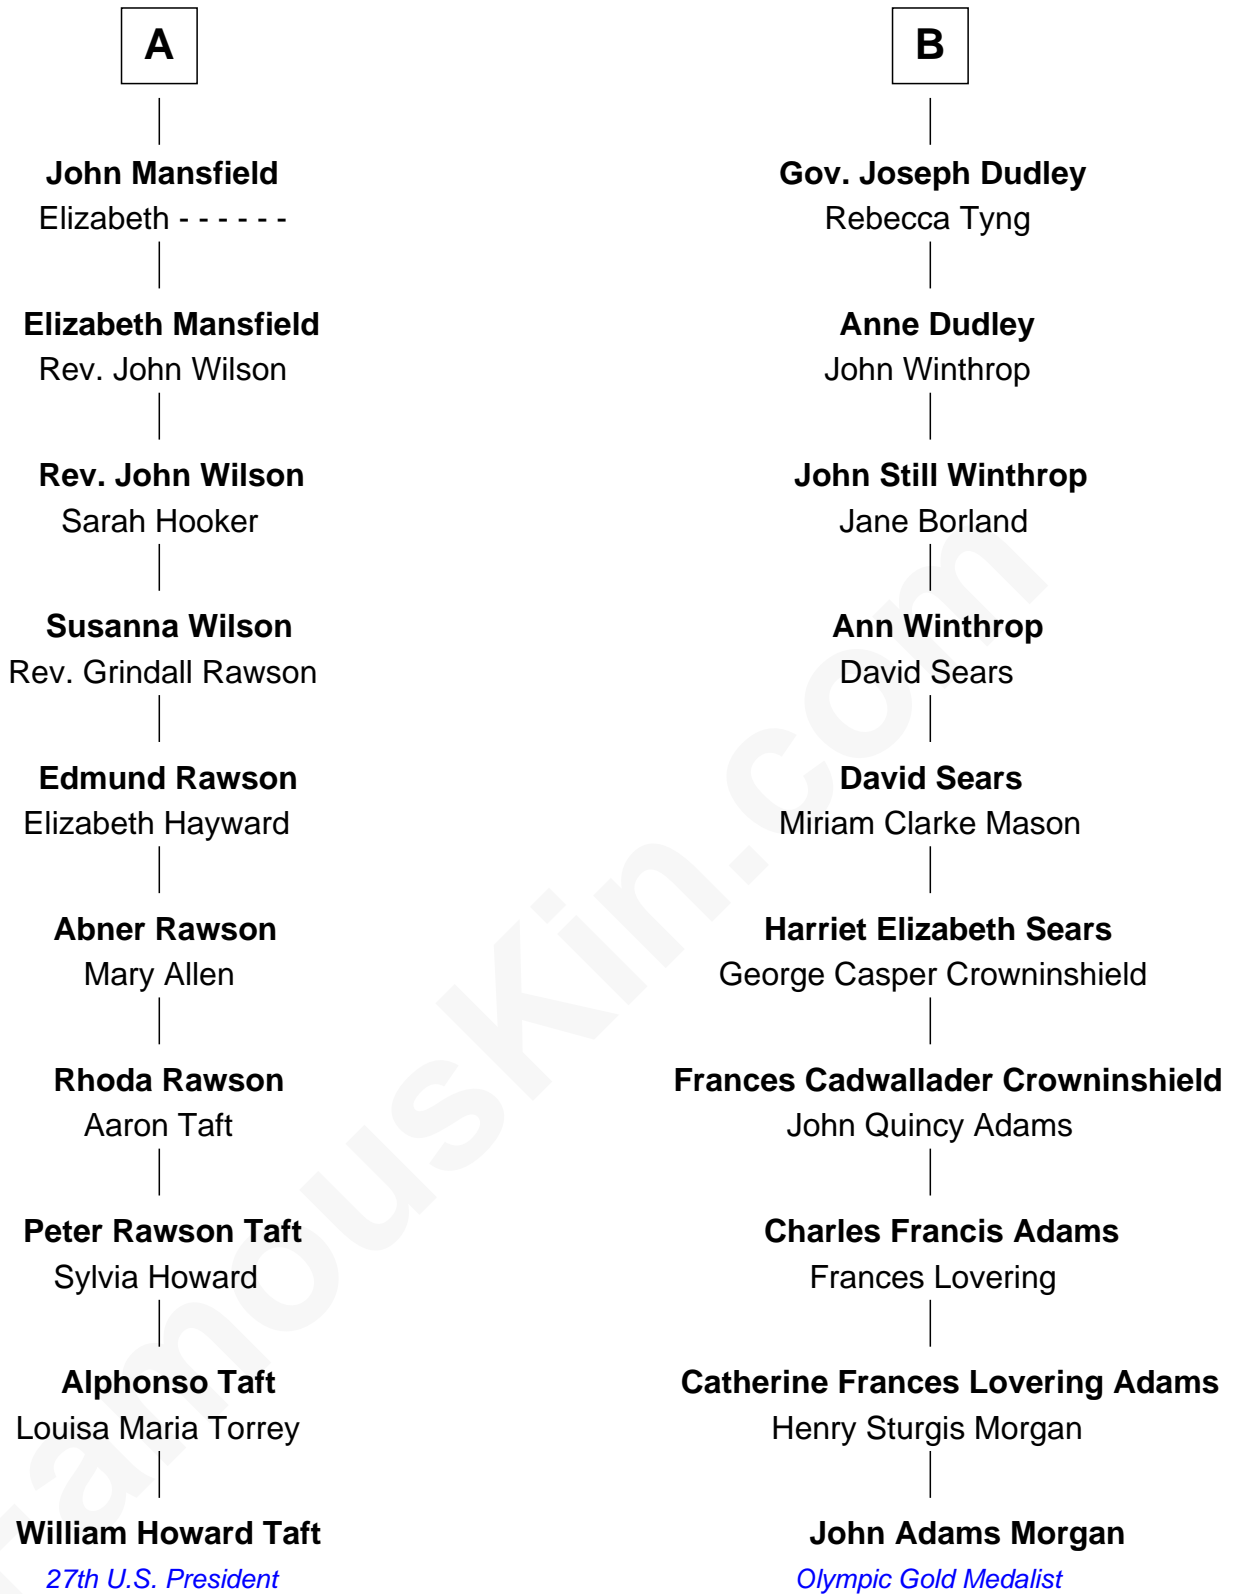 A
John Mansfield
Elizabeth - - - - - -
Elizabeth Mansfield
Rev. John Wilson
Rev. John Wilson
Sarah Hooker
Susanna Wilson
Rev. Grindall Rawson
Edmund Rawson
Elizabeth Hayward
Abner Rawson
Mary Allen
Rhoda Rawson
Aaron Taft
Peter Rawson Taft
Sylvia Howard
Alphonso Taft
Louisa Maria Torrey
William Howard Taft
27th U.S. President
B
Gov. Joseph Dudley
Rebecca Tyng
Anne Dudley
John Winthrop
John Still Winthrop
Jane Borland
Ann Winthrop
David Sears
David Sears
Miriam Clarke Mason
Harriet Elizabeth Sears
George Casper Crowninshield
Frances Cadwallader Crowninshield
John Quincy Adams
Charles Francis Adams
Frances Lovering
Catherine Frances Lovering Adams
Henry Sturgis Morgan
John Adams Morgan
Olympic Gold Medalist
famousKin.com